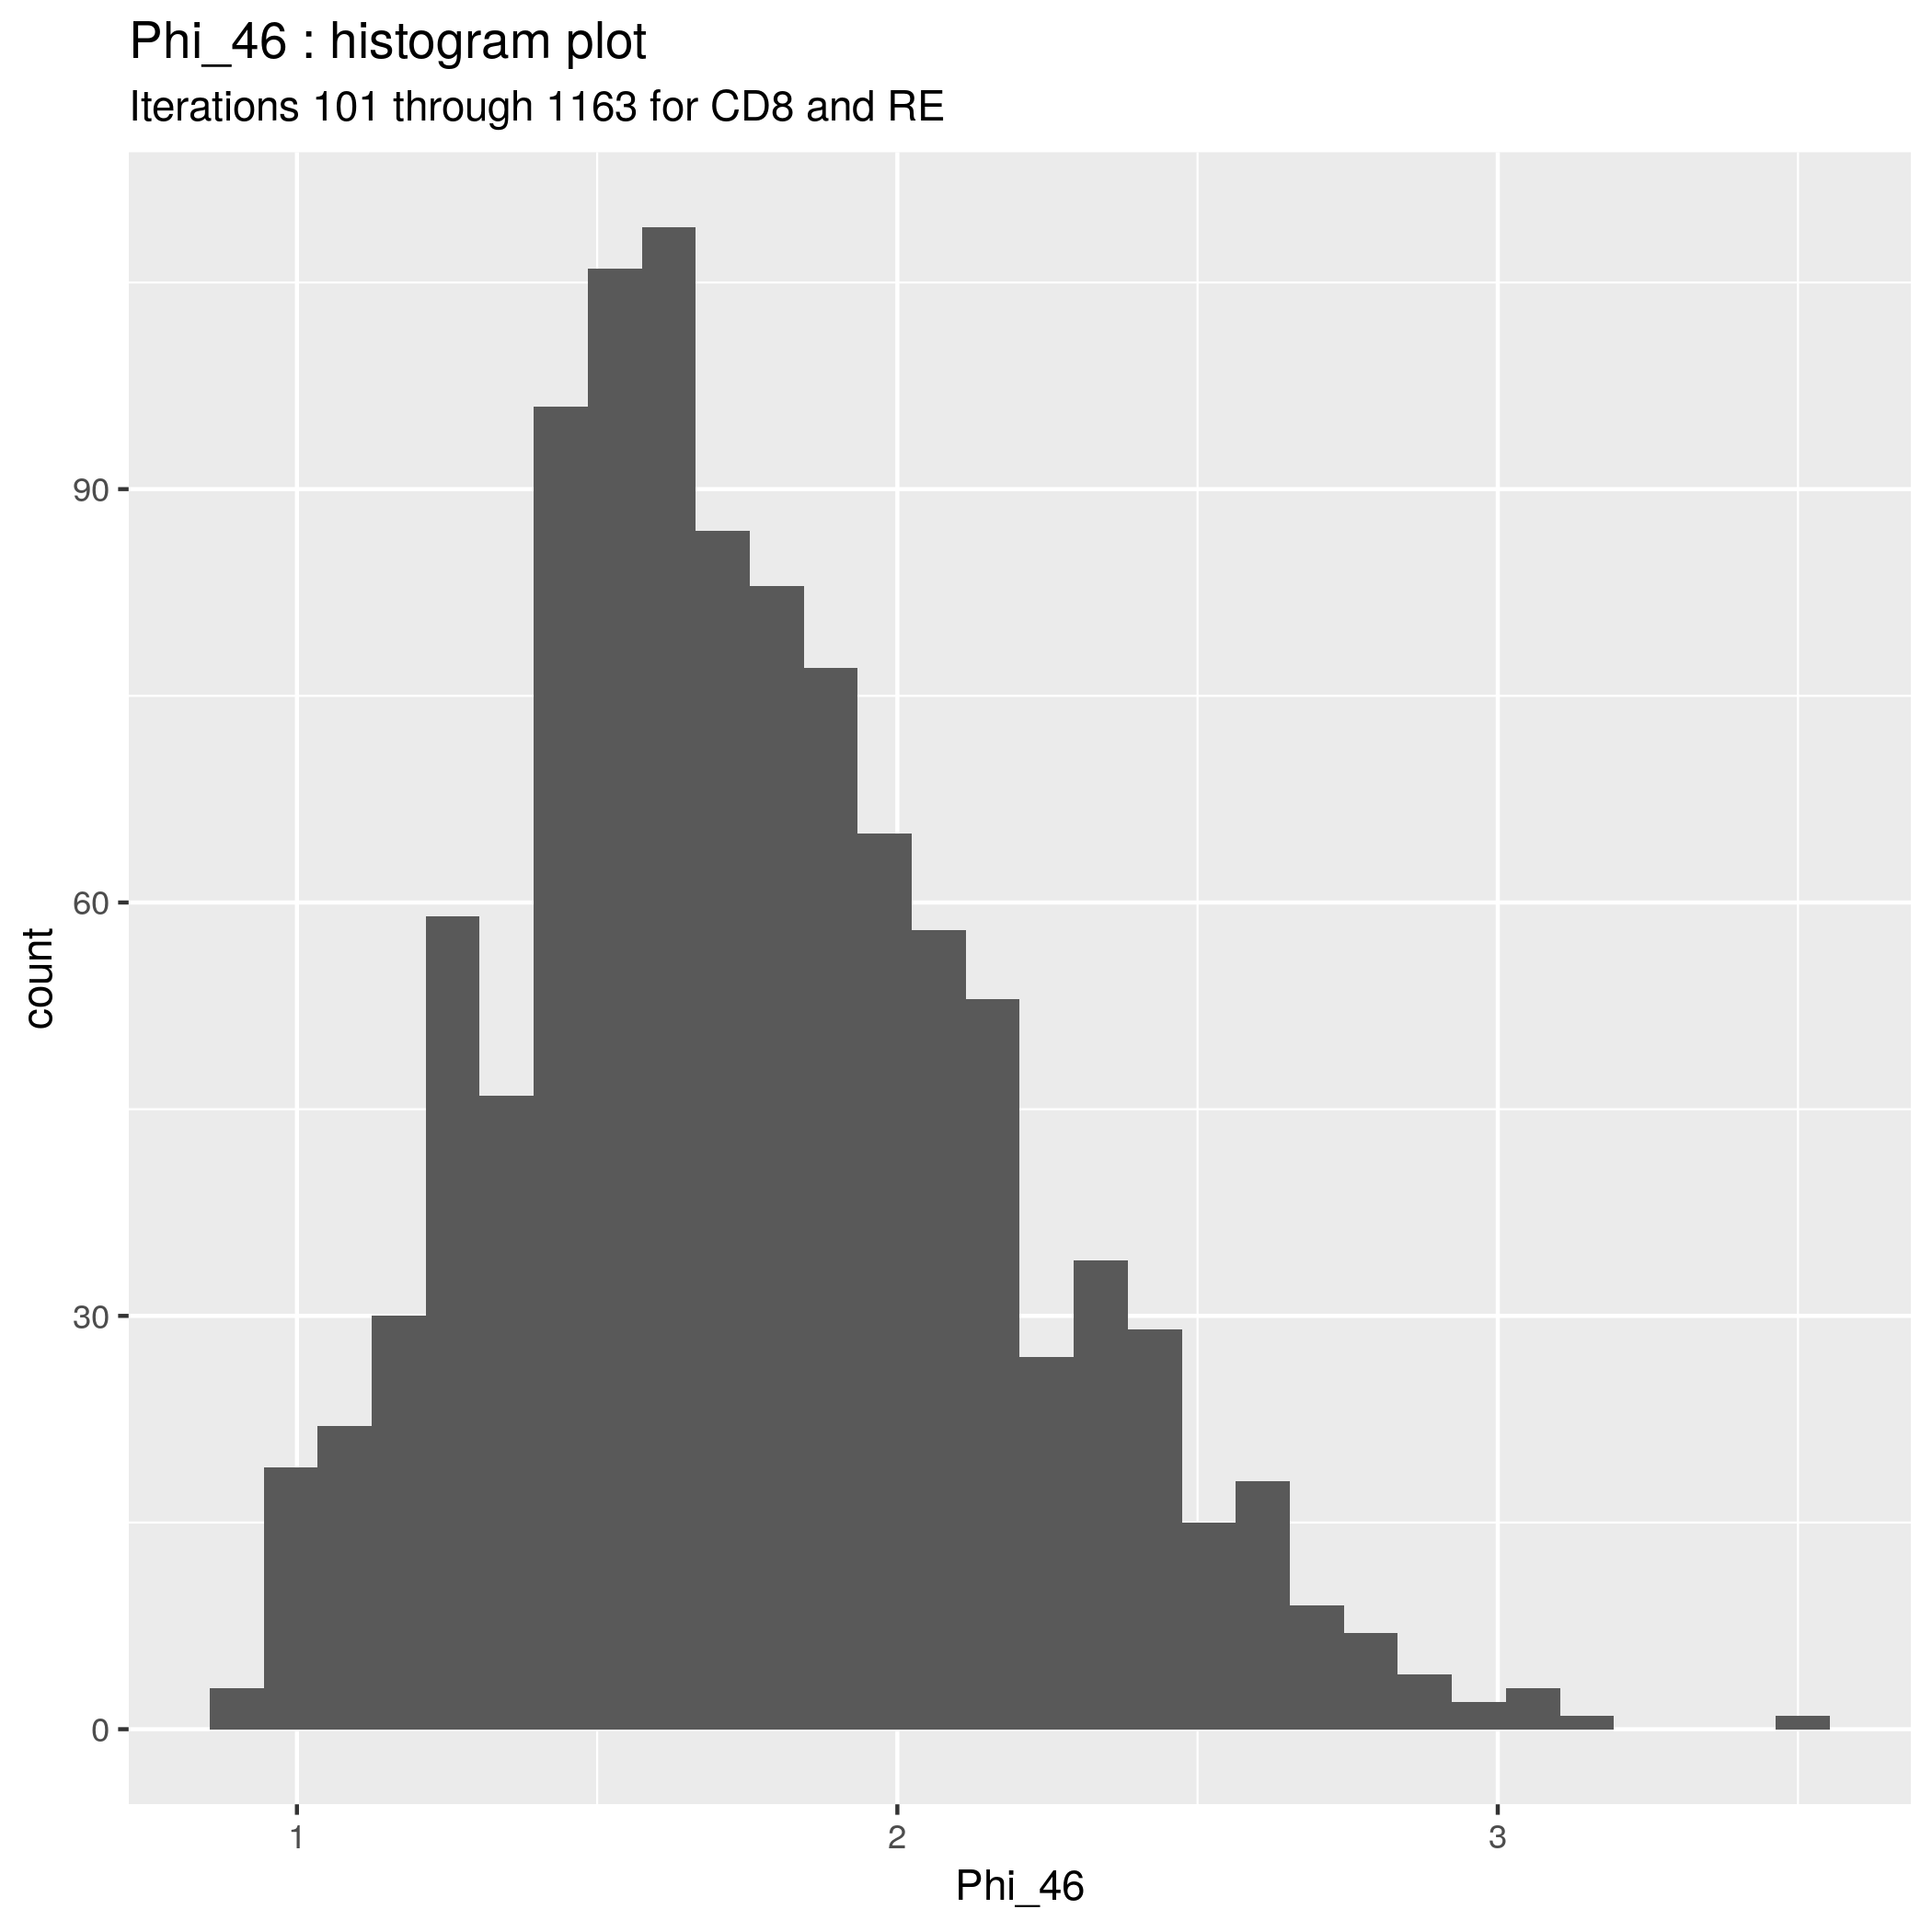 Phi_46 : histogram plot
Iterations 101 through 1163 for CD8 and RE
count
90
60
30
0
1
2
3
Phi_46